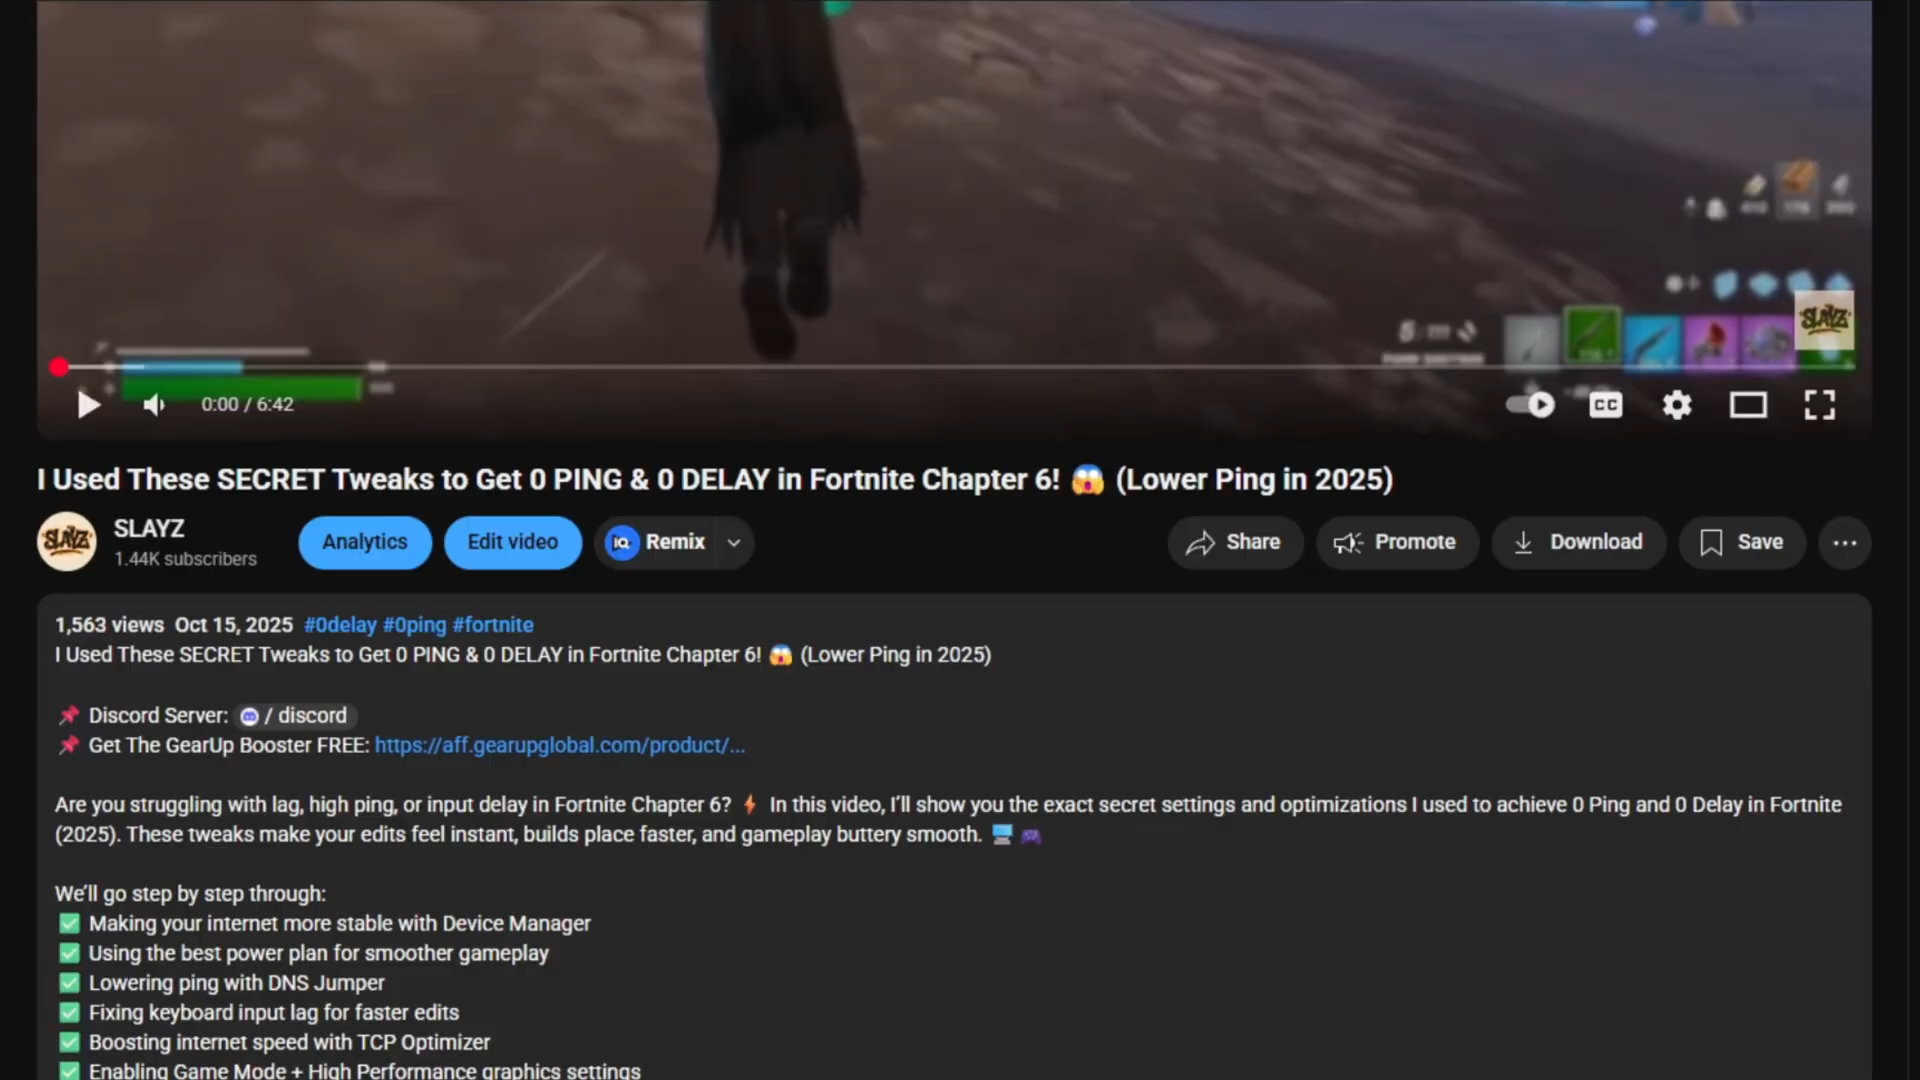 SLAYZ
0:00 / 6:42
CC
I Used These SECRET Tweaks to Get 0 PING & 0 DELAY in Fortnite Chapter 6! 😱 (Lower Ping in 2025)
SLAYZ
SLAYZ
1.44K subscribers
Analytics
Edit video
IQ Remix
Share
Promote
Download
Save
1,563 views Oct 15, 2025 #0delay #0ping #fortnite
I Used These SECRET Tweaks to Get 0 PING & 0 DELAY in Fortnite Chapter 6! 😱 (Lower Ping in 2025)
📌 Discord Server: / discord
📌 Get The GearUp Booster FREE: https://aff.gearupglobal.com/product/...
Are you struggling with lag, high ping, or input delay in Fortnite Chapter 6? ⚡ In this video, I’ll show you the exact secret settings and optimizations I used to achieve 0 Ping and 0 Delay in Fortnite
(2025). These tweaks make your edits feel instant, builds place faster, and gameplay buttery smooth. 🖥️ 🎮
We’ll go step by step through:
✅ Making your internet more stable with Device Manager
✅ Using the best power plan for smoother gameplay
✅ Lowering ping with DNS Jumper
✅ Fixing keyboard input lag for faster edits
✅ Boosting internet speed with TCP Optimizer
✅ Enabling Game Mode + High Performance graphics settings